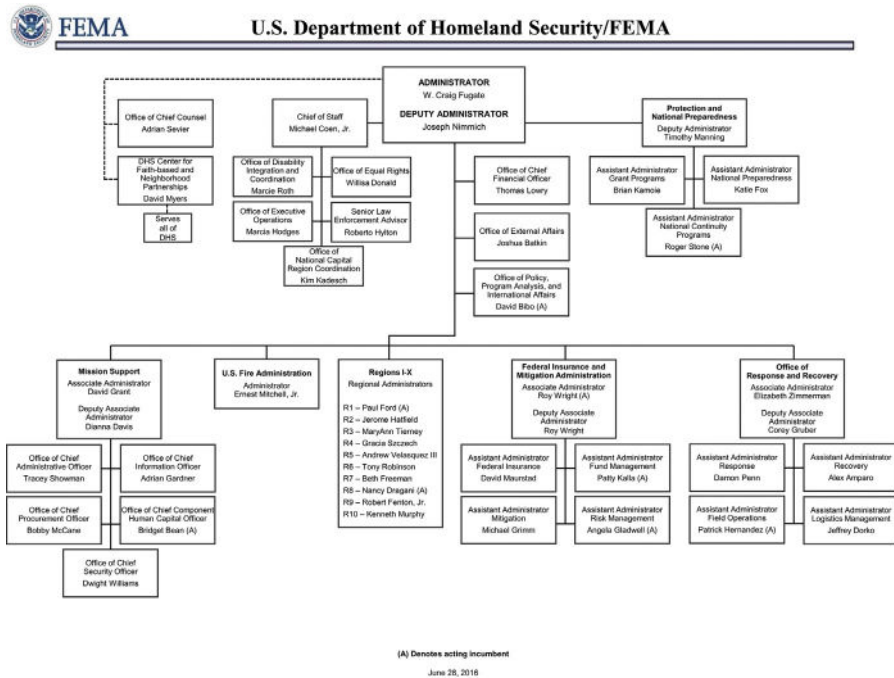 FEMA
U.S. Department of Homeland Security/FEMA
ADMINISTRATOR
W. Craig Fugate
DEPUTY ADMINISTRATOR
Joseph Nimmich
Office of Chief Counsel
Adrian Sevier
DHS Center for
Faith-based and
Neighborhood
Partnerships
David Myers
Serves
all of
DHS
Chief of Staff
Michael Coen, Jr.
Office of Disability
Integration and
Coordination
Marcie Roth
Office of Equal Rights
Willisa Donald
Office of Executive
Operations
Marcia Hodges
Senior Law
Enforcement Advisor
Roberto Hylton
Office of
National Capital
Region Coordination
Kim Kadesch
Office of Chief
Financial Officer
Thomas Lowry
Office of External Affairs
Joshua Batkin
Office of Policy,
Program Analysis, and
International Affairs
David Bibo (A)
Protection and
National Preparedness
Deputy Administrator
Timothy Manning
Assistant Administrator
Grant Programs
Brian Kamoie
Assistant Administrator
National Preparedness
Katie Fox
Assistant Administrator
National Continuity
Programs
Roger Stone (A)
Mission Support
Associate Administrator
David Grant
Deputy Associate
Administrator
Dianna Davis
Office of Chief
Administrative Officer
Tracey Showman
Office of Chief
Information Officer
Adrian Gardner
Office of Chief
Procurement Officer
Bobby McCane
Office of Chief Component
Human Capital Officer
Bridget Bean (A)
Office of Chief
Security Officer
Dwight Williams
U.S. Fire Administration
Administrator
Ernest Mitchell, Jr.
Regions I-X
Regional Administrators
R1 – Paul Ford (A)
R2 – Jerome Hatfield
R3 – MaryAnn Tierney
R4 – Gracia Szczech
R5 – Andrew Velasquez III
R6 – Tony Robinson
R7 – Beth Freeman
R8 – Nancy Dragani (A)
R9 – Robert Fenton, Jr.
R10 – Kenneth Murphy
Federal Insurance and
Mitigation Administration
Associate Administrator
Roy Wright (A)
Deputy Associate
Administrator
Roy Wright
Assistant Administrator
Federal Insurance
David Maurstad
Assistant Administrator
Fund Management
Patty Kalla (A)
Assistant Administrator
Mitigation
Michael Grimm
Assistant Administrator
Risk Management
Angela Gladwell (A)
Office of
Response and Recovery
Associate Administrator
Elizabeth Zimmerman
Deputy Associate
Administrator
Corey Gruber
Assistant Administrator
Response
Damon Penn
Assistant Administrator
Recovery
Alex Amparo
Assistant Administrator
Field Operations
Patrick Hernandez (A)
Assistant Administrator
Logistics Management
Jeffrey Dorko
(A) Denotes acting incumbent
June 28, 2016